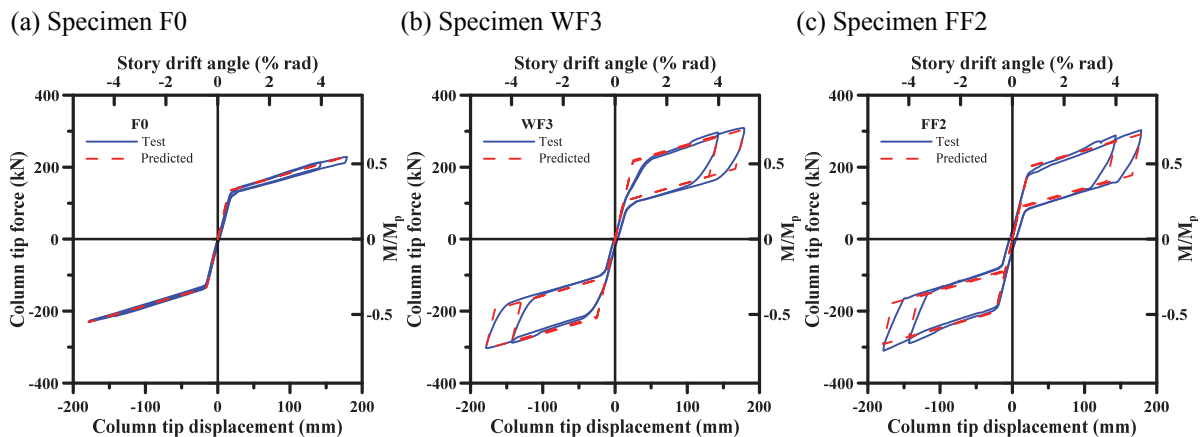 (a) Specimen F0
Story drift angle (% rad)
-4 -2 0 2 4
400
200
0
-200
-400
Column tip force (kN)
F0
Test
Predicted
0.5
0
-0.5
M/Mp
-200 -100 0 100 200
Column tip displacement (mm)
(b) Specimen WF3
Story drift angle (% rad)
-4 -2 0 2 4
400
200
0
-200
-400
Column tip force (kN)
WF3
Test
Predicted
0.5
0
-0.5
M/Mp
-200 -100 0 100 200
Column tip displacement (mm)
(c) Specimen FF2
Story drift angle (% rad)
-4 -2 0 2 4
400
200
0
-200
-400
Column tip force (kN)
FF2
Test
Predicted
0.5
0
-0.5
M/Mp
-200 -100 0 100 200
Column tip displacement (mm)